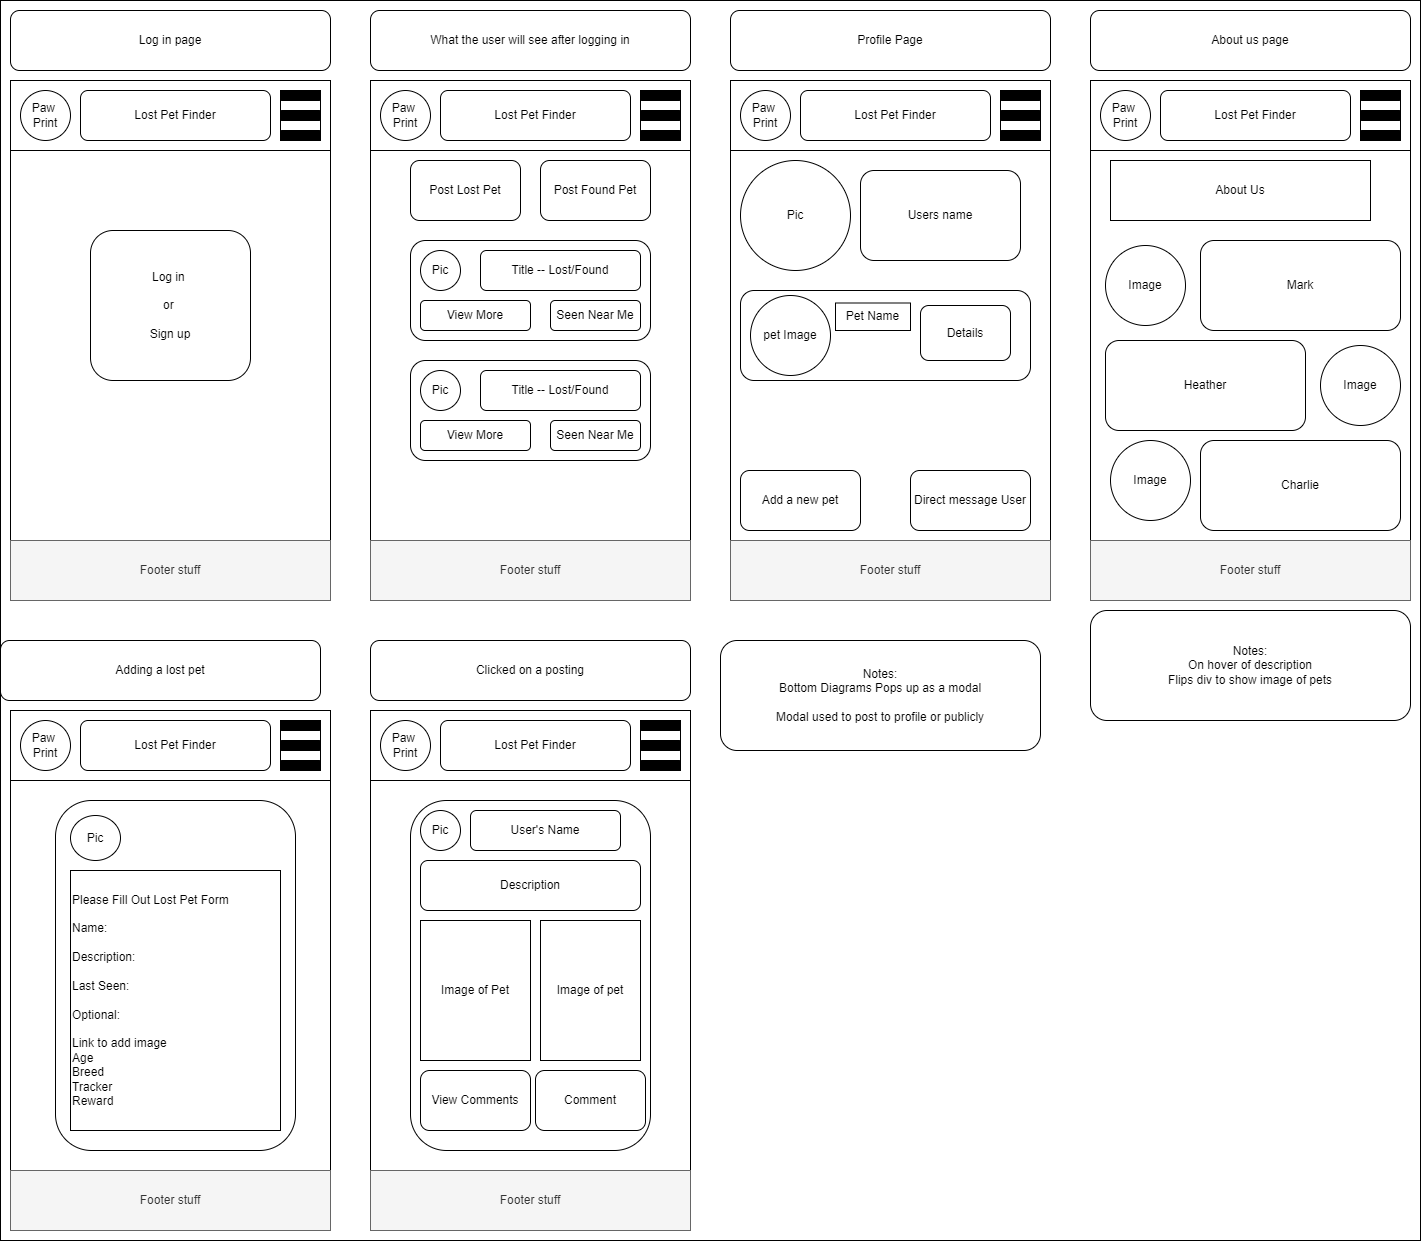 Log in page
What the user will see after logging in
Profile Page
About us page
Paw
Print
Lost Pet Finder
Paw
Print
Lost Pet Finder
Paw
Print
Lost Pet Finder
Paw
Print
Lost Pet Finder
Log in
or
Sign up
Footer stuff
Post Lost Pet
Post Found Pet
Pic
Title -- Lost/Found
View More
Seen Near Me
Pic
Title -- Lost/Found
View More
Seen Near Me
Footer stuff
Pic
Users name
pet Image
Pet Name
Details
Add a new pet
Direct message User
Footer stuff
About Us
Image
Mark
Heather
Image
Image
Charlie
Footer stuff
Notes:
On hover of description
Flips div to show image of pets
Adding a lost pet
Clicked on a posting
Notes:
Bottom Diagrams Pops up as a modal
Modal used to post to profile or publicly
Paw
Print
Lost Pet Finder
Paw
Print
Lost Pet Finder
Pic
Please Fill Out Lost Pet Form
Name:
Description:
Last Seen:
Optional:
Link to add image
Age
Breed
Tracker
Reward
Footer stuff
Pic
User's Name
Description
Image of Pet
Image of pet
View Comments
Comment
Footer stuff